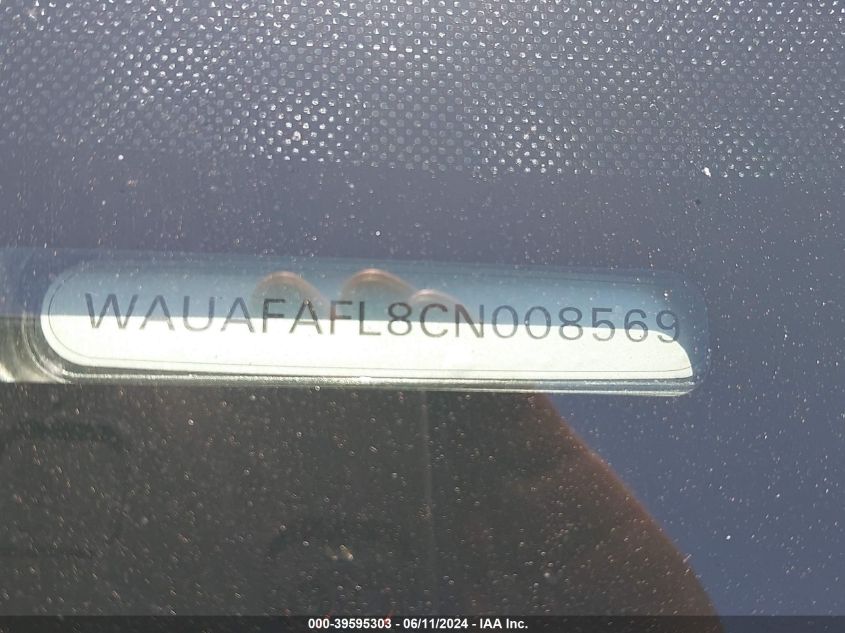 WAUAFAFL8CN008569
000-39595303 - 06/11/2024 - IAA Inc.